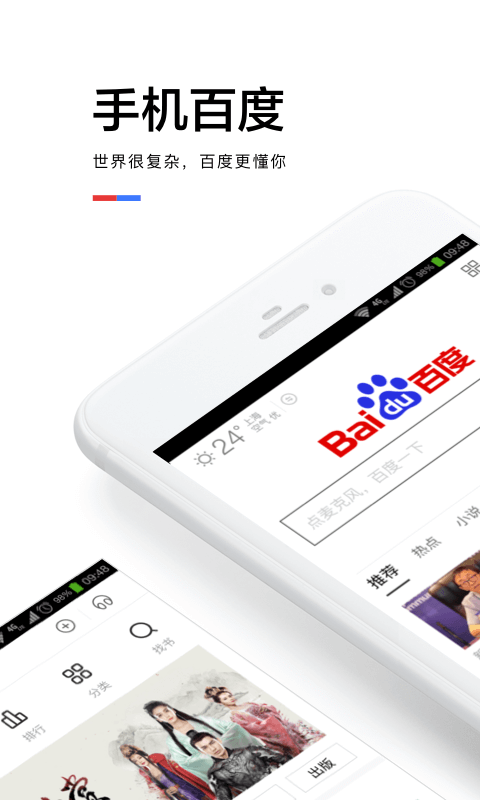 手机百度
世界很复杂，百度更懂你
4G 98% 09:48
24° 上海
空气 优
Bai du 百度
点麦克风，百度一下
推荐 热点 小说
4G 98% 09:48
排行 分类 找书
出版